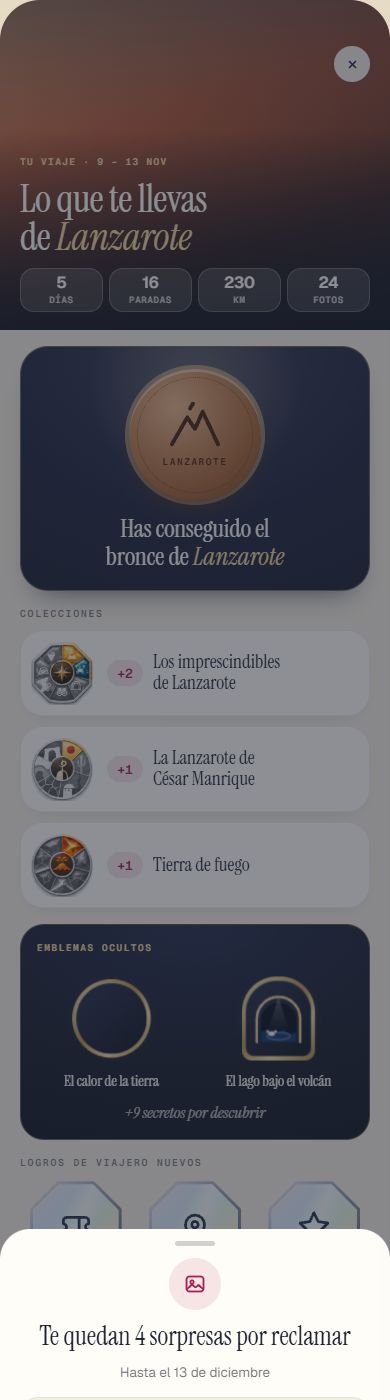 TU VIAJE · 9 – 13 NOV
Lo que te llevas
de Lanzarote
5
DÍAS
16
PARADAS
230
KM
24
FOTOS
LANZAROTE
Has conseguido el
bronce de Lanzarote
COLECCIONES
+2
Los imprescindibles
de Lanzarote
+1
La Lanzarote de
César Manrique
+1
Tierra de fuego
EMBLEMAS OCULTOS
El calor de la tierra
El lago bajo el volcán
+9 secretos por descubrir
LOGROS DE VIAJERO NUEVOS
Te quedan 4 sorpresas por reclamar
Hasta el 13 de diciembre